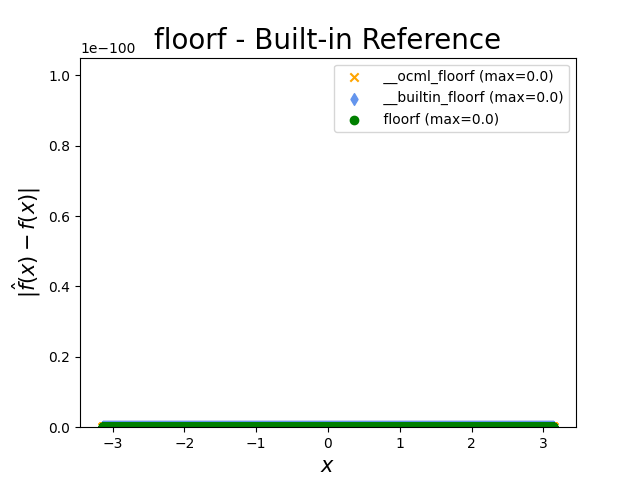 floorf - Built-in Reference
1e−100
1.0
0.8
0.6
0.4
0.2
0.0
|f̂(x) − f(x)|
__ocml_floorf (max=0.0)
__builtin_floorf (max=0.0)
floorf (max=0.0)
−3 −2 −1 0 1 2 3
x